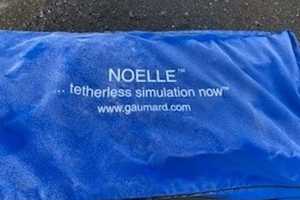 NOELLE™
... tetherless simulation now™
www.gaumard.com